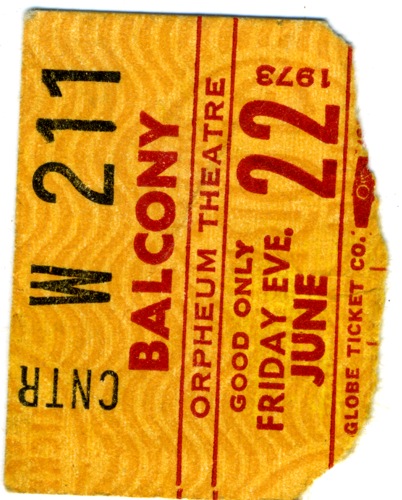 CNTR
W 211
BALCONY
ORPHEUM THEATRE
GOOD ONLY
FRIDAY EVE.
JUNE 22
1973
GLOBE TICKET CO.